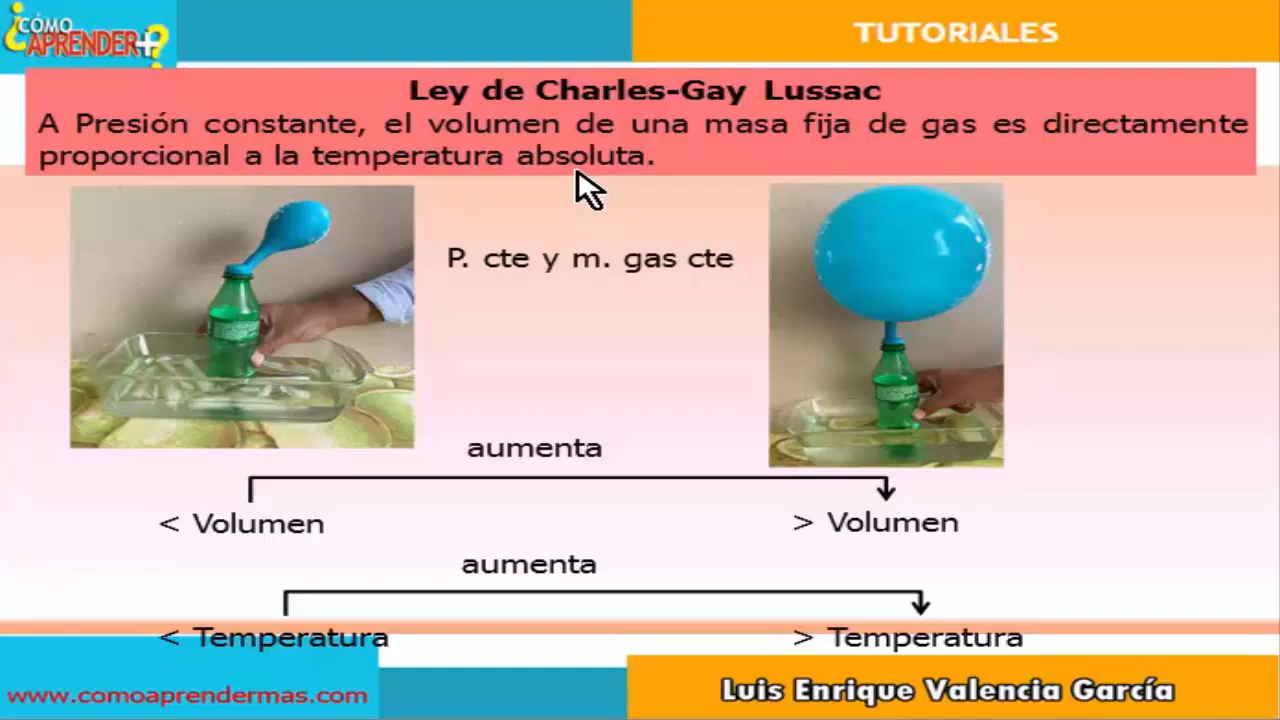 ¿CÓMO
APRENDER+?
TUTORIALES
Ley de Charles-Gay Lussac
A Presión constante, el volumen de una masa fija de gas es directamente
proporcional a la temperatura absoluta.
P. cte y m. gas cte
aumenta
< Volumen
> Volumen
aumenta
< Temperatura
> Temperatura
www.comoaprendermas.com
Luis Enrique Valencia García